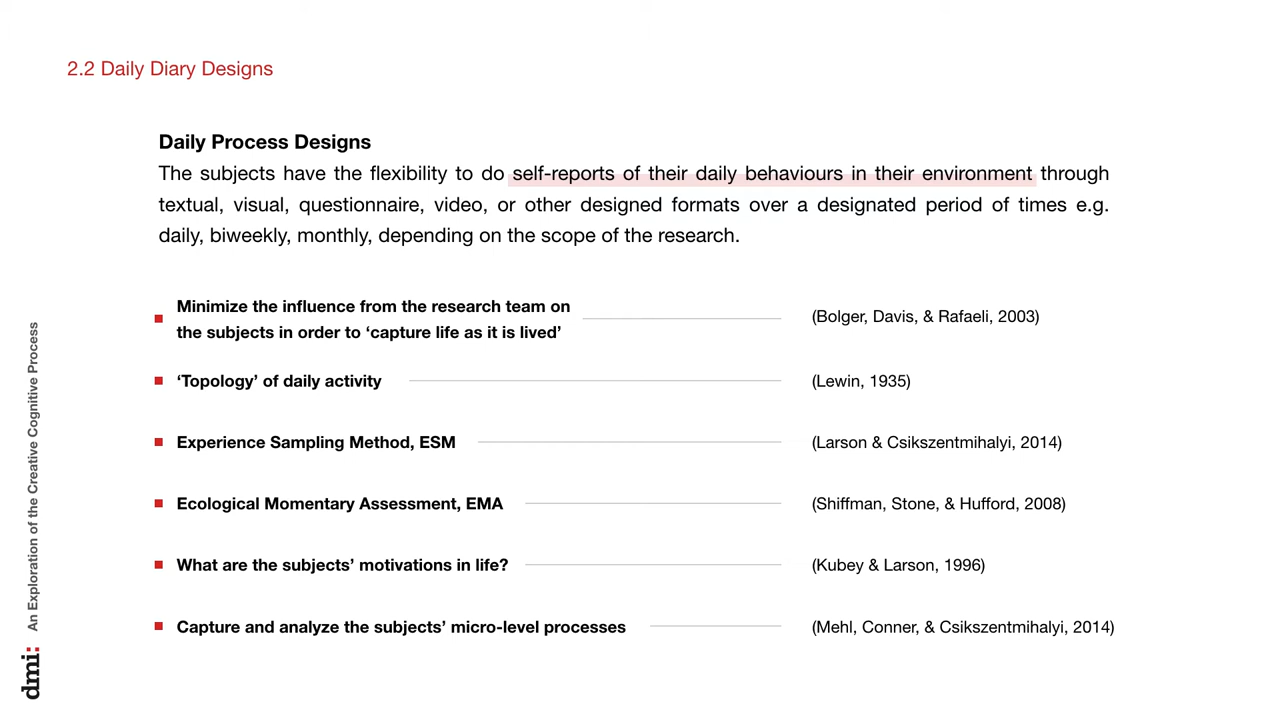 2.2 Daily Diary Designs
Daily Process Designs
The subjects have the flexibility to do self-reports of their daily behaviours in their environment through
textual, visual, questionnaire, video, or other designed formats over a designated period of times e.g.
daily, biweekly, monthly, depending on the scope of the research.
Minimize the influence from the research team on
the subjects in order to ‘capture life as it is lived’
(Bolger, Davis, & Rafaeli, 2003)
‘Topology’ of daily activity
(Lewin, 1935)
Experience Sampling Method, ESM
(Larson & Csikszentmihalyi, 2014)
Ecological Momentary Assessment, EMA
(Shiffman, Stone, & Hufford, 2008)
What are the subjects’ motivations in life?
(Kubey & Larson, 1996)
Capture and analyze the subjects’ micro-level processes
(Mehl, Conner, & Csikszentmihalyi, 2014)
dmi: An Exploration of the Creative Cognitive Process